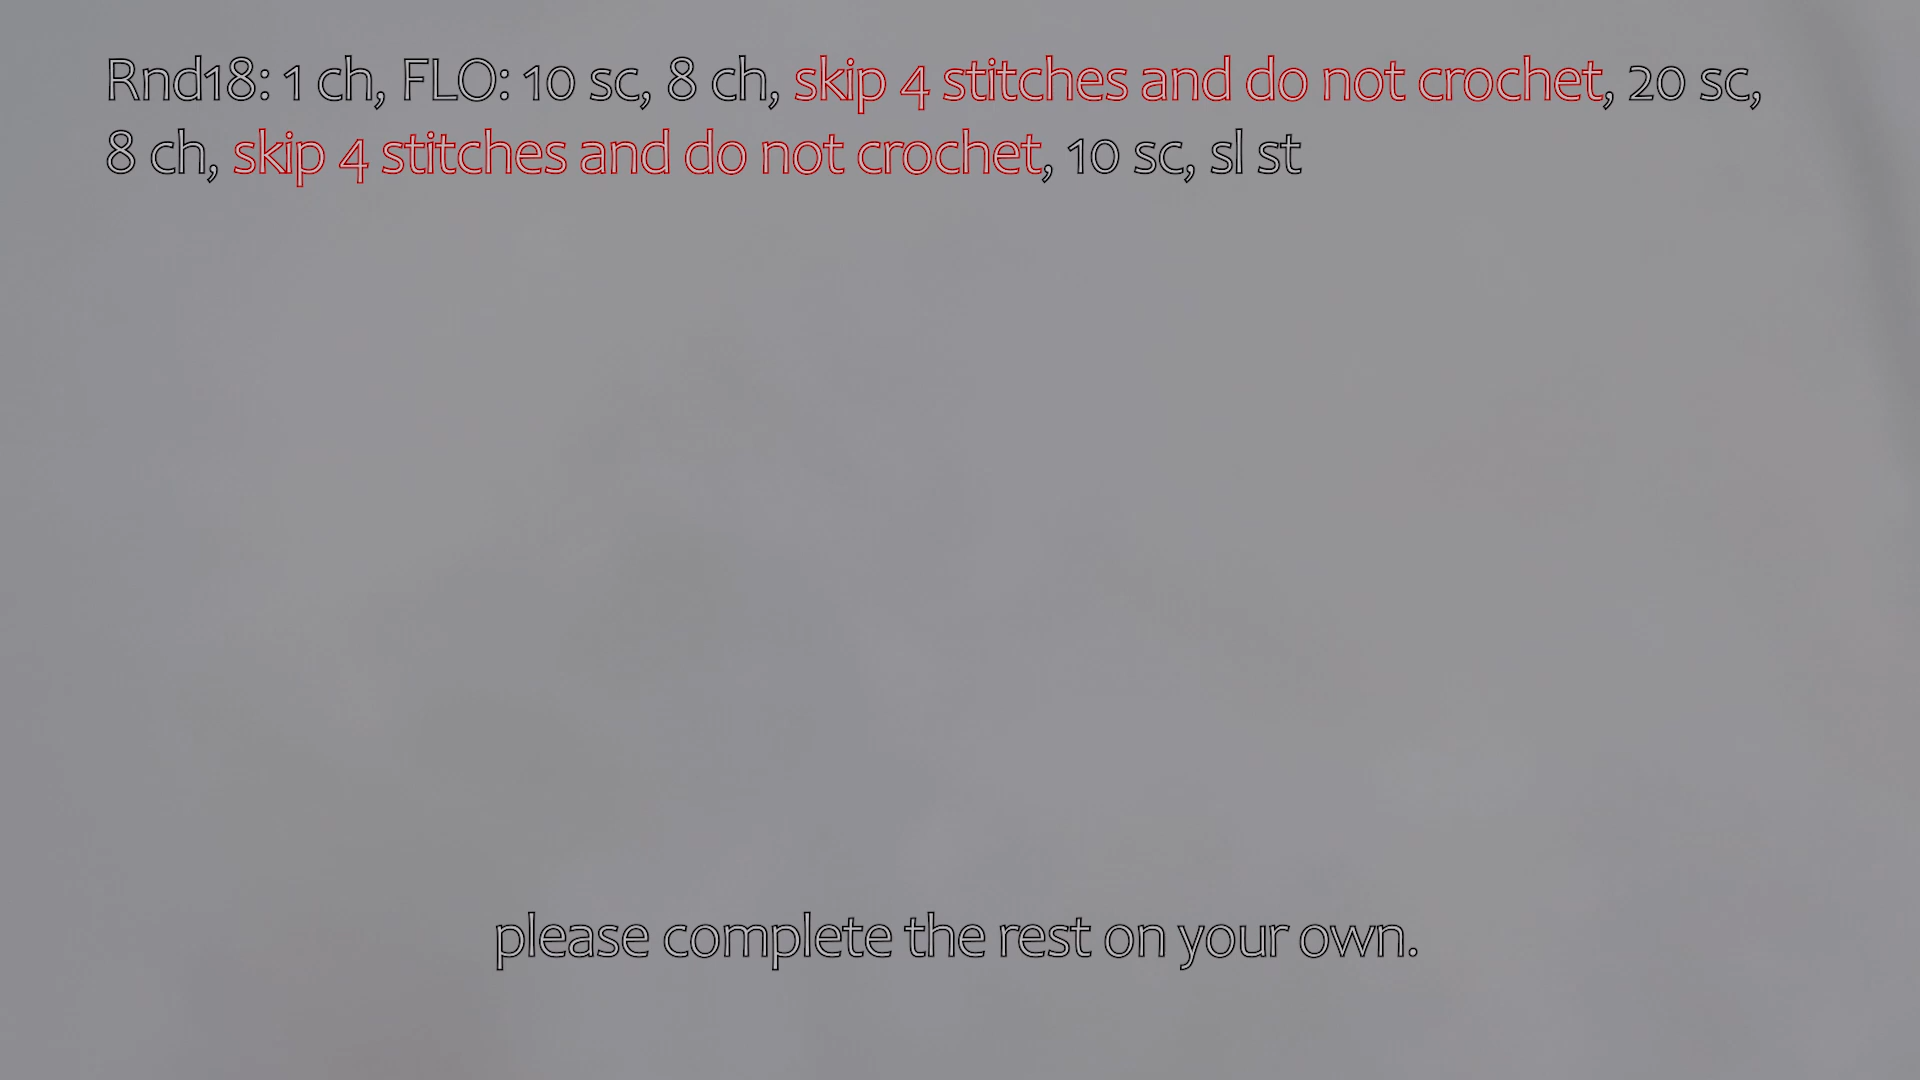 Rnd18: 1 ch, FLO: 10 sc, 8 ch, skip 4 stitches and do not crochet, 20 sc,
8 ch, skip 4 stitches and do not crochet, 10 sc, sl st
please complete the rest on your own.